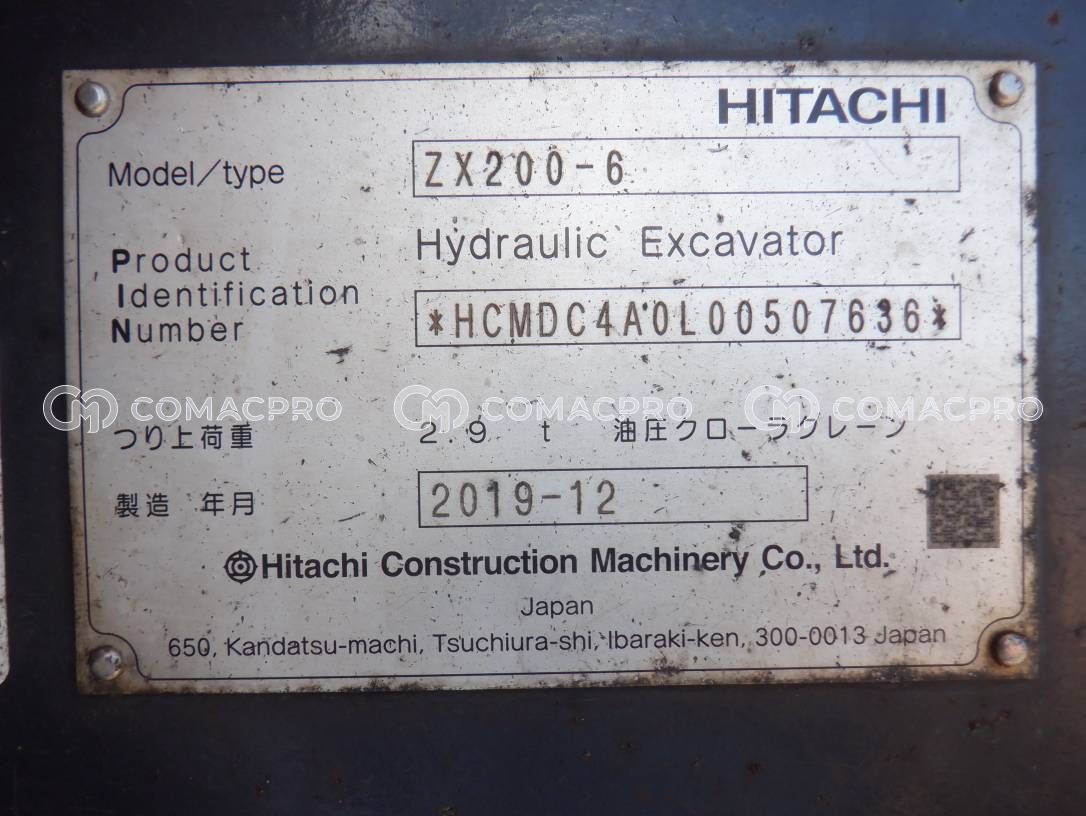 HITACHI
Model/type ZX200-6
Hydraulic Excavator
Product
Identification
Number *HCMDC4A0L00507636*
COMACPRO COMACPRO COMACPRO
つり上荷重 2.9 t 油圧クローラクレーン
製造 年月 2019-12
Hitachi Construction Machinery Co., Ltd.
Japan
650, Kandatsu-machi, Tsuchiura-shi, Ibaraki-ken, 300-0013 Japan